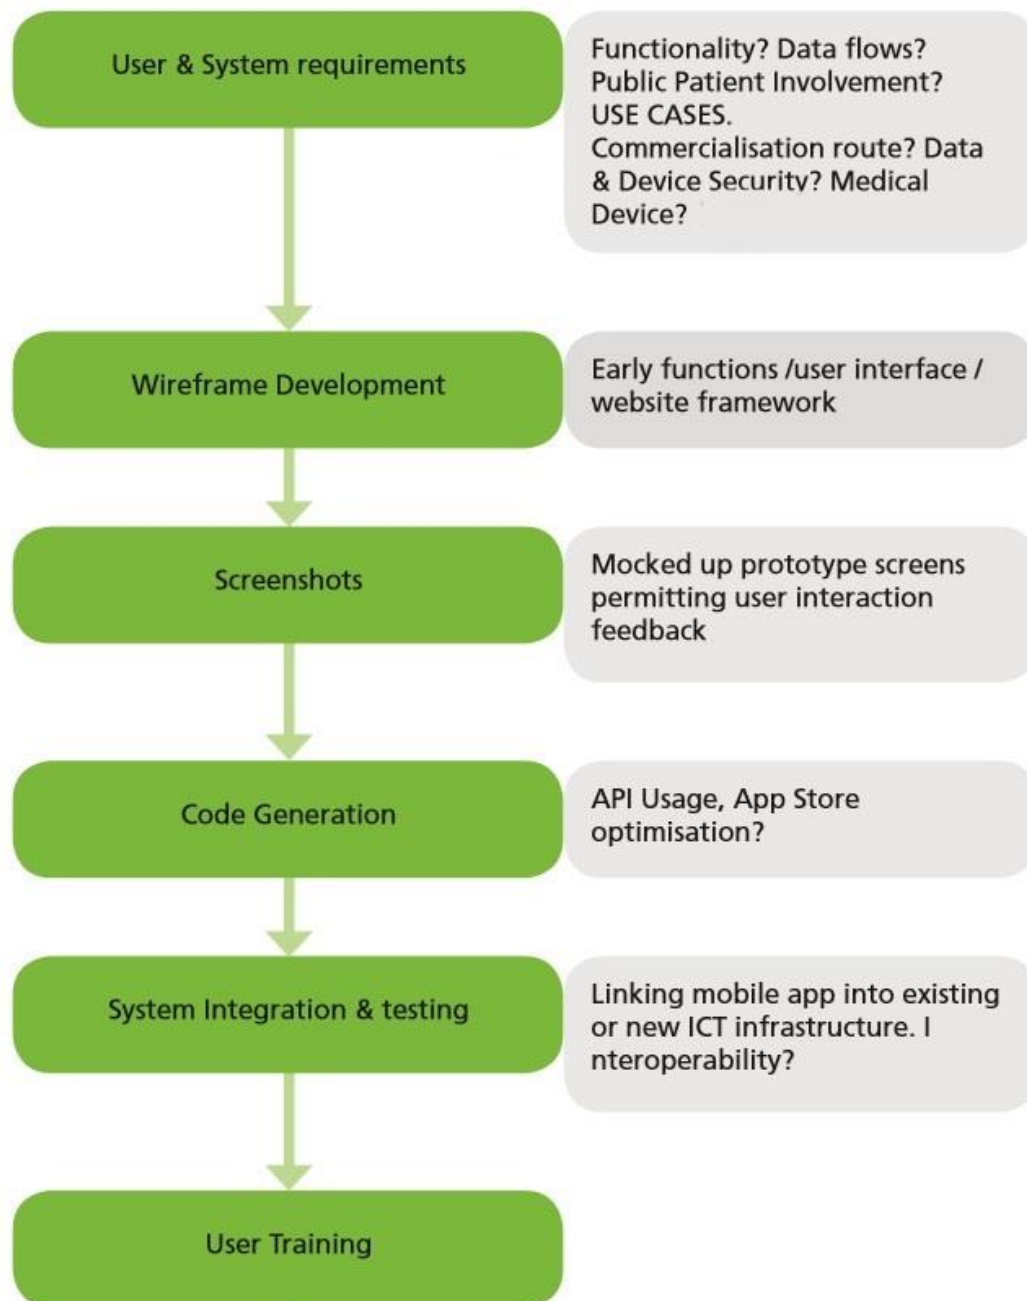 User & System requirements
Functionality? Data flows?
Public Patient Involvement?
USE CASES.
Commercialisation route? Data
& Device Security? Medical
Device?
Wireframe Development
Early functions /user interface /
website framework
Screenshots
Mocked up prototype screens
permitting user interaction
feedback
Code Generation
API Usage, App Store
optimisation?
System Integration & testing
Linking mobile app into existing
or new ICT infrastructure. I
nteroperability?
User Training